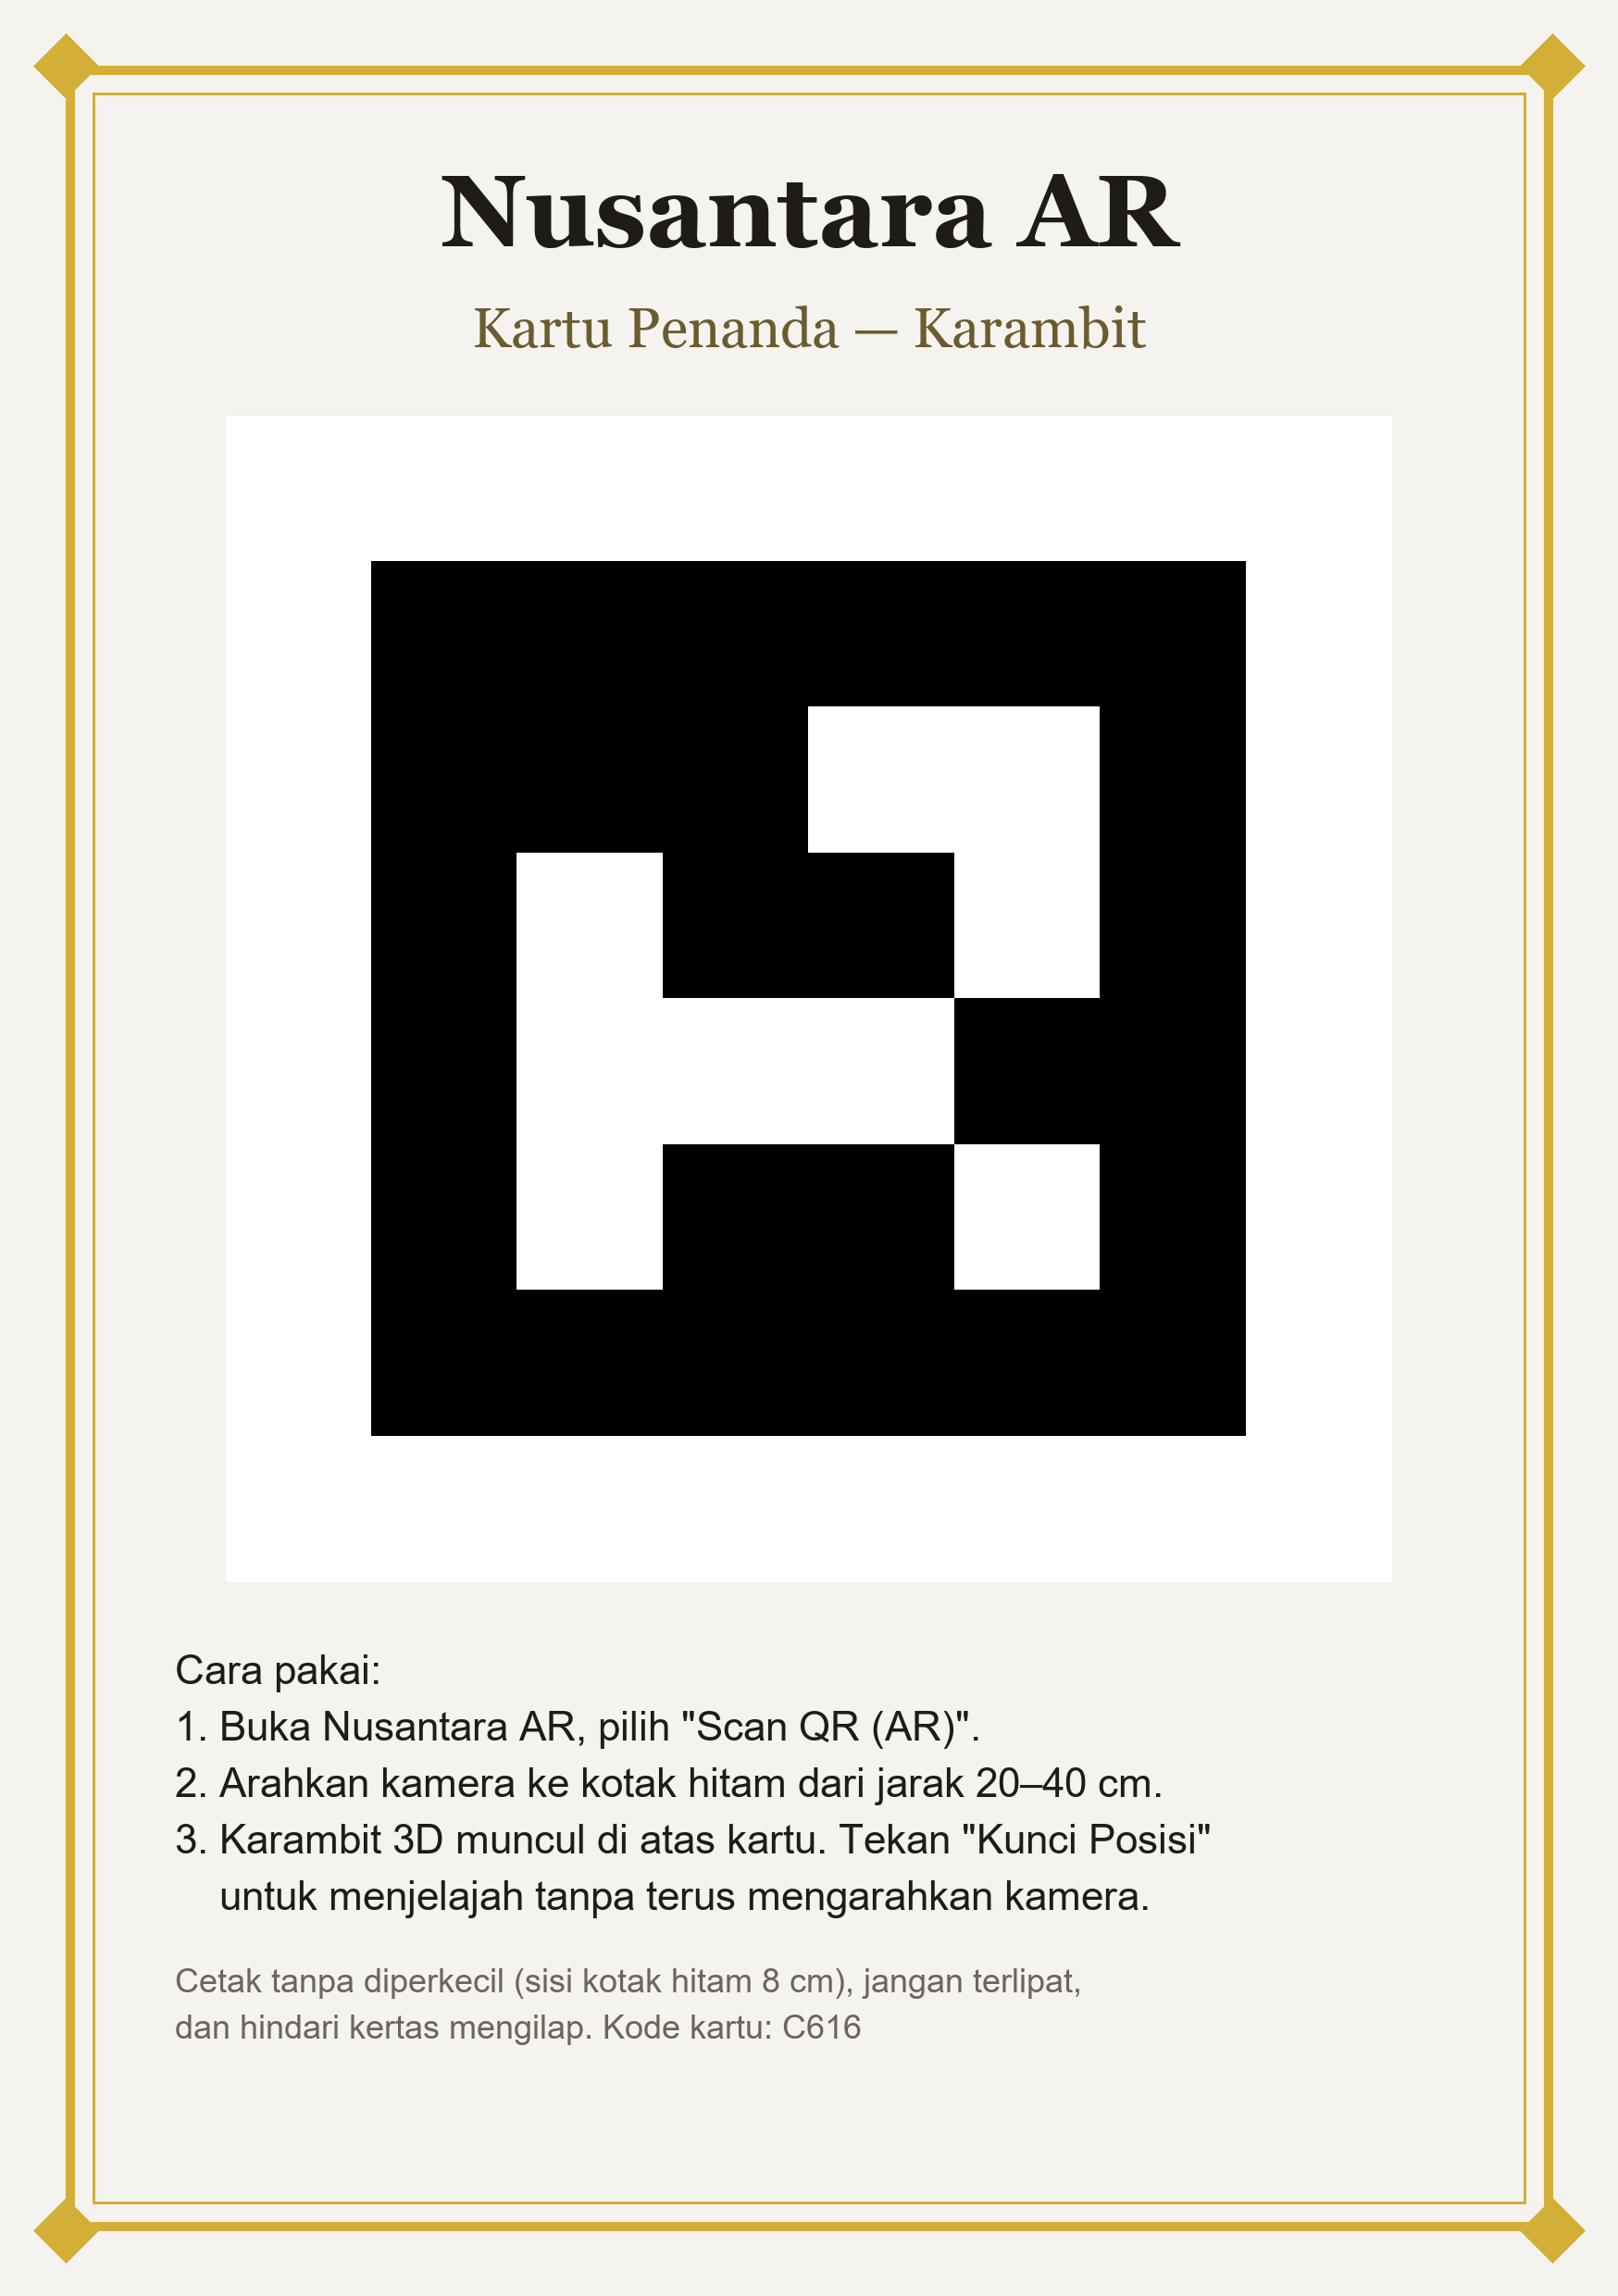 Nusantara AR
Kartu Penanda — Karambit
Cara pakai:
1. Buka Nusantara AR, pilih "Scan QR (AR)".
2. Arahkan kamera ke kotak hitam dari jarak 20–40 cm.
3. Karambit 3D muncul di atas kartu. Tekan "Kunci Posisi"
untuk menjelajah tanpa terus mengarahkan kamera.
Cetak tanpa diperkecil (sisi kotak hitam 8 cm), jangan terlipat,
dan hindari kertas mengilap. Kode kartu: C616